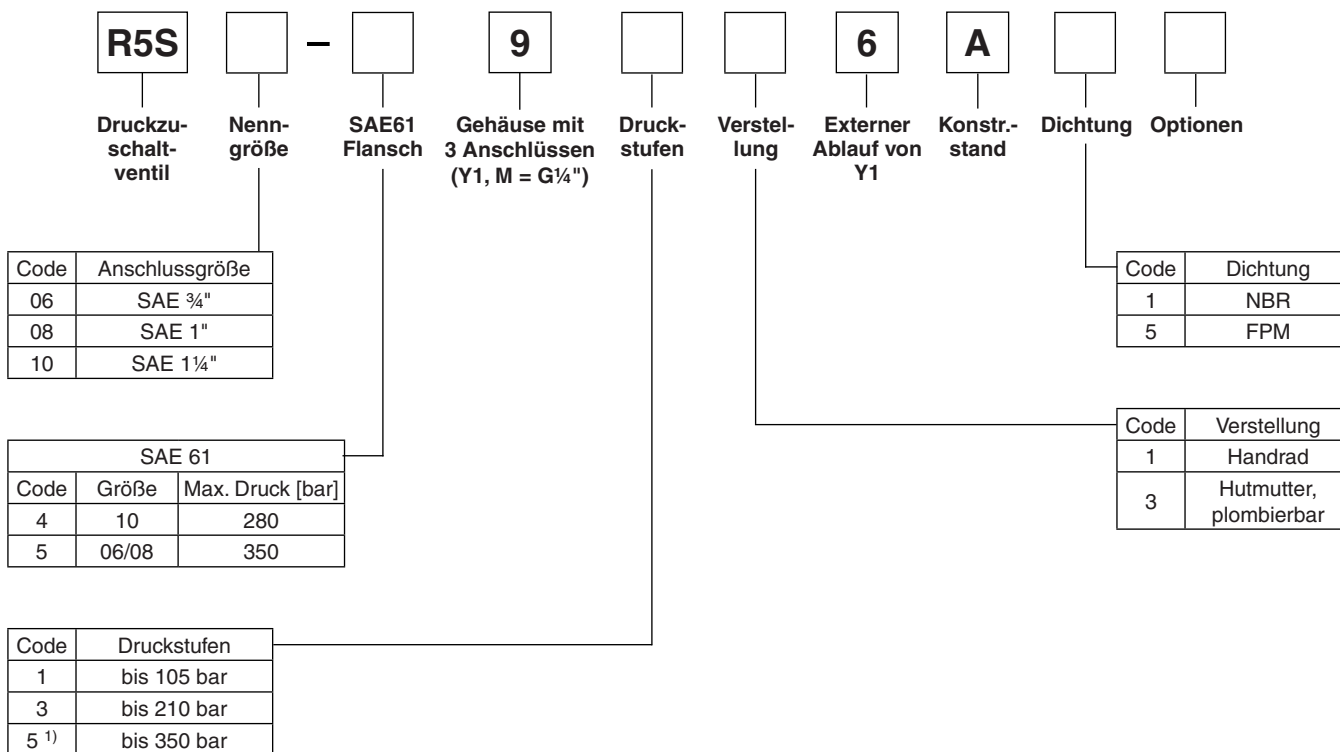 R5S – 9 6 A
Druckzu-
schalt-
ventil
Nenn-
größe
SAE61
Flansch
Gehäuse mit
3 Anschlüssen
(Y1, M = G¼")
Druck-
stufen
Verstel-
lung
Externer
Ablauf von
Y1
Konstr.-
stand
Dichtung
Optionen
Code Anschlussgröße
06 SAE ¾"
08 SAE 1"
10 SAE 1¼"
Code Dichtung
1 NBR
5 FPM
SAE 61
Code Größe Max. Druck [bar]
4 10 280
5 06/08 350
Code Verstellung
1 Handrad
3 Hutmutter,
plombierbar
Code Druckstufen
1 bis 105 bar
3 bis 210 bar
5 1) bis 350 bar